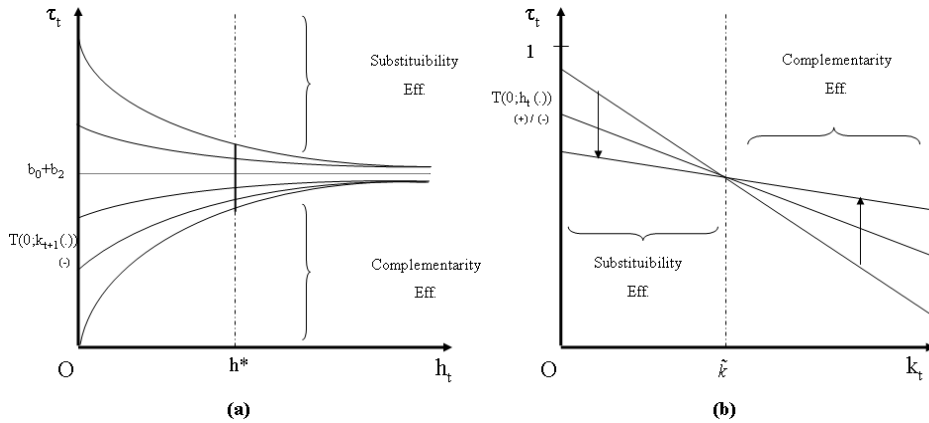 τt
Substituibility
Eff.
b0+b2
T(0;kt+1(.))
(-)
Complementarity
Eff.
O
h*
ht
(a)
τt
1
Complementarity
Eff.
T(0;ht(.))
(+)/(-)
Substituibility
Eff.
O
k̃
kt
(b)